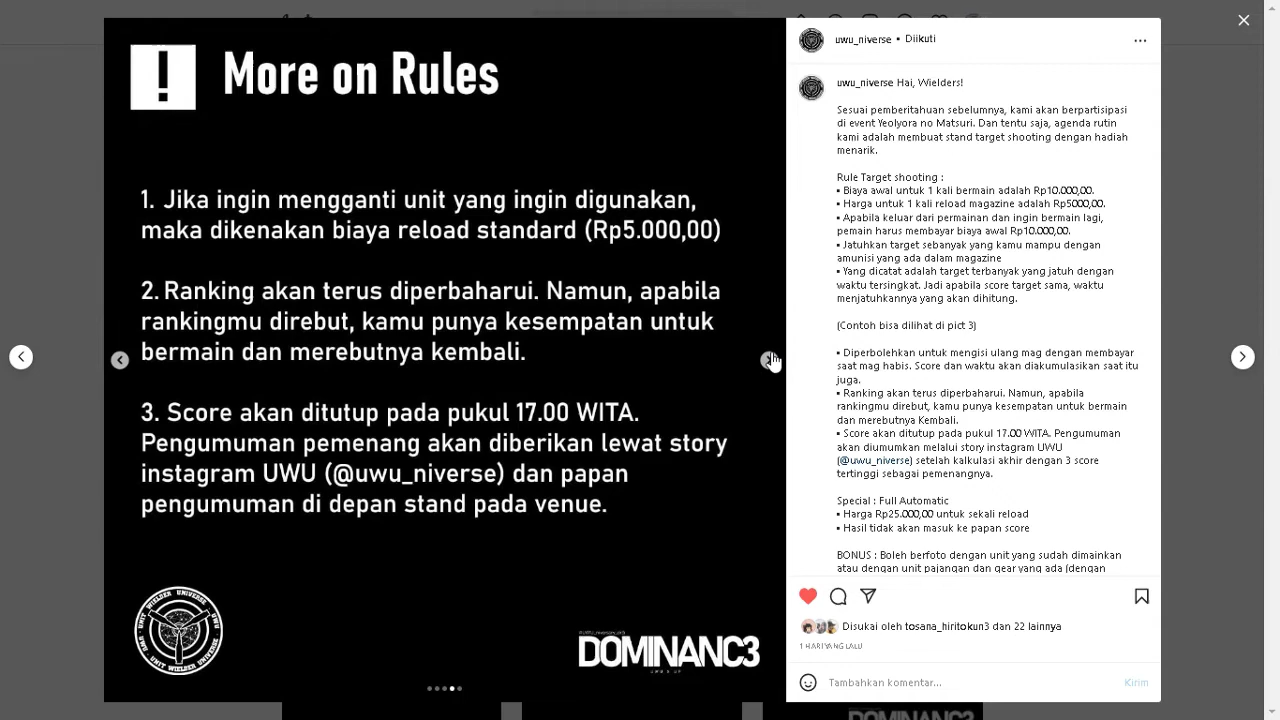 ! More on Rules
1. Jika ingin mengganti unit yang ingin digunakan,
maka dikenakan biaya reload standard (Rp5.000,00)
2. Ranking akan terus diperbaharui. Namun, apabila
rankingmu direbut, kamu punya kesempatan untuk
bermain dan merebutnya kembali.
3. Score akan ditutup pada pukul 17.00 WITA.
Pengumuman pemenang akan diberikan lewat story
instagram UWU (@uwu_niverse) dan papan
pengumuman di depan stand pada venue.
UNIT WIELDER UNIVERSE
UWU
DOMINANC3
uwu_niverse • Diikuti
uwu_niverse Hai, Wielders!
Sesuai pemberitahuan sebelumnya, kami akan berpartisipasi
di event Yeolyora no Matsuri. Dan tentu saja, agenda rutin
kami adalah membuat stand target shooting dengan hadiah
menarik.
Rule Target shooting :
▪ Biaya awal untuk 1 kali bermain adalah Rp10.000,00.
▪ Harga untuk 1 kali reload magazine adalah Rp5000,00.
▪ Apabila keluar dari permainan dan ingin bermain lagi,
pemain harus membayar biaya awal Rp10.000,00.
▪ Jatuhkan target sebanyak yang kamu mampu dengan
amunisi yang ada dalam magazine
▪ Yang dicatat adalah target terbanyak yang jatuh dengan
waktu tersingkat. Jadi apabila score target sama, waktu
menjatuhkannya yang akan dihitung.
(Contoh bisa dilihat di pict 3)
▪ Diperbolehkan untuk mengisi ulang mag dengan membayar
saat mag habis. Score dan waktu akan diakumulasikan saat itu
juga.
▪ Ranking akan terus diperbaharui. Namun, apabila
rankingmu direbut, kamu punya kesempatan untuk bermain
dan merebutnya Kembali.
▪ Score akan ditutup pada pukul 17.00 WITA. Pengumuman
akan diumumkan melalui story instagram UWU
(@uwu_niverse) setelah kalkulasi akhir dengan 3 score
tertinggi sebagai pemenangnya.
Special : Full Automatic
▪ Harga Rp25.000,00 untuk sekali reload
▪ Hasil tidak akan masuk ke papan score
BONUS : Boleh berfoto dengan unit yang sudah dimainkan
atau dengan unit pajangan dan gear yang ada (dengan
Disukai oleh tosana_hiritokun3 dan 22 lainnya
1 HARI YANG LALU
Tambahkan komentar...
Kirim
DOMINANC3